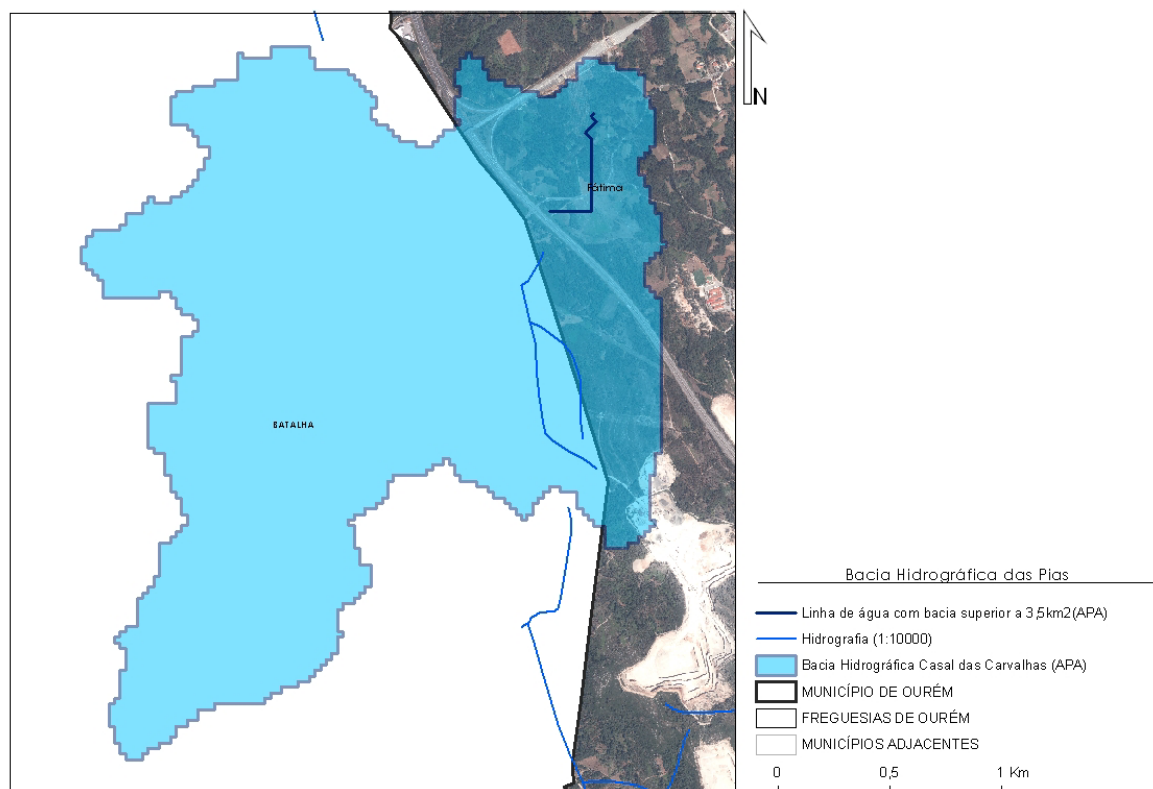 N
Fátima
BATALHA
Bacia Hidrográfica das Pias
Linha de água com bacia superior a 3,5km2(APA)
Hidrografia (1:10000)
Bacia Hidrográfica Casal das Carvalhas (APA)
MUNICÍPIO DE OURÉM
FREGUESIAS DE OURÉM
MUNICÍPIOS ADJACENTES
0 0,5 1 Km